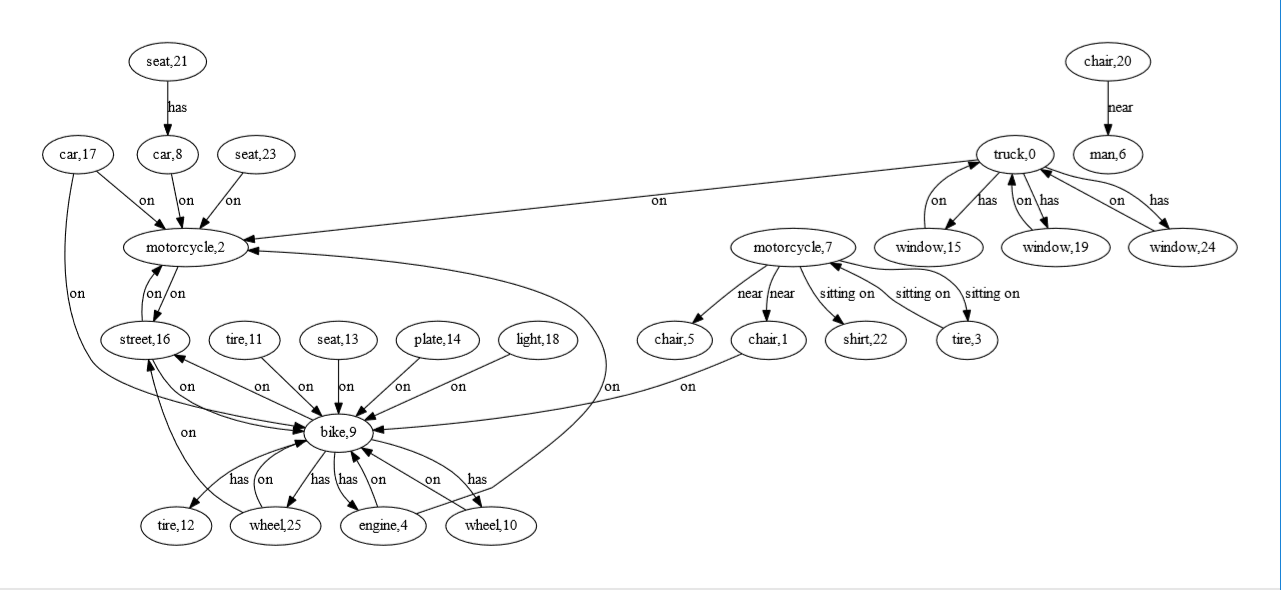 seat,21
chair,20
has
near
car,17
car,8
seat,23
truck,0
man,6
on
on
on
on
on
has
on
has
on
has
motorcycle,2
motorcycle,7
window,15
window,19
window,24
on
on
on
near
near
sitting on
sitting on
sitting on
street,16
tire,11
seat,13
plate,14
light,18
chair,5
chair,1
shirt,22
tire,3
on
on
on
on
on
on
on
on
bike,9
on
has
on
has
has
on
on
has
tire,12
wheel,25
engine,4
wheel,10